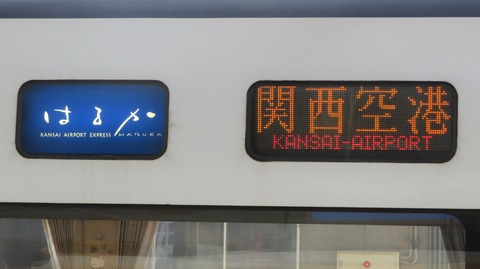 はるか
KANSAI AIRPORT EXPRESS HARUKA
関西空港
KANSAI-AIRPORT